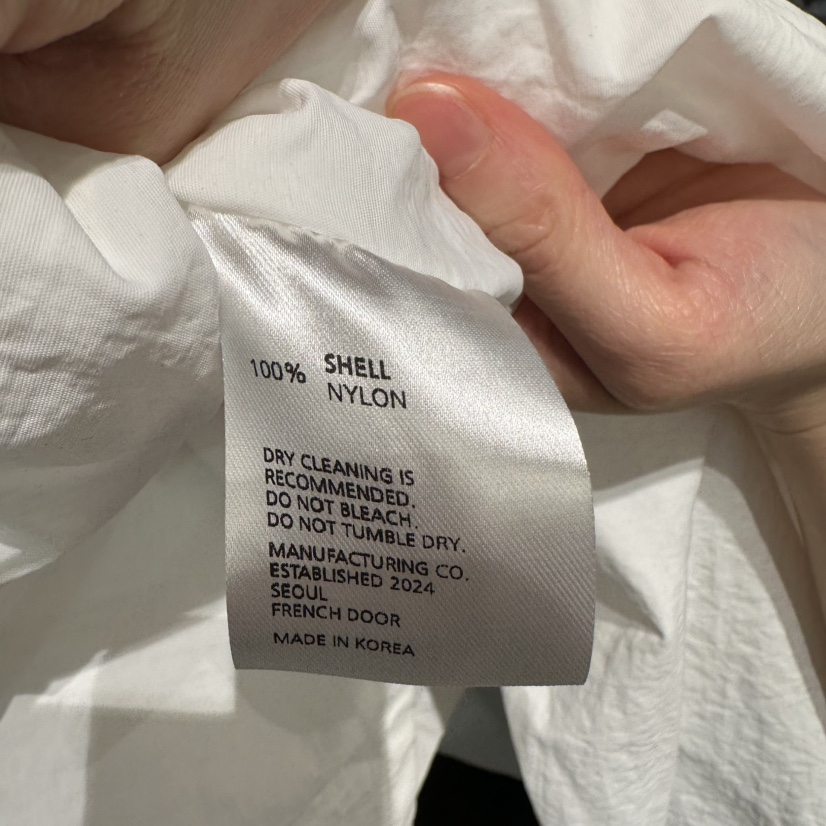 SHELL
100% NYLON
DRY CLEANING IS
RECOMMENDED.
DO NOT BLEACH.
DO NOT TUMBLE DRY.
MANUFACTURING CO.
ESTABLISHED 2024
SEOUL
FRENCH DOOR
MADE IN KOREA